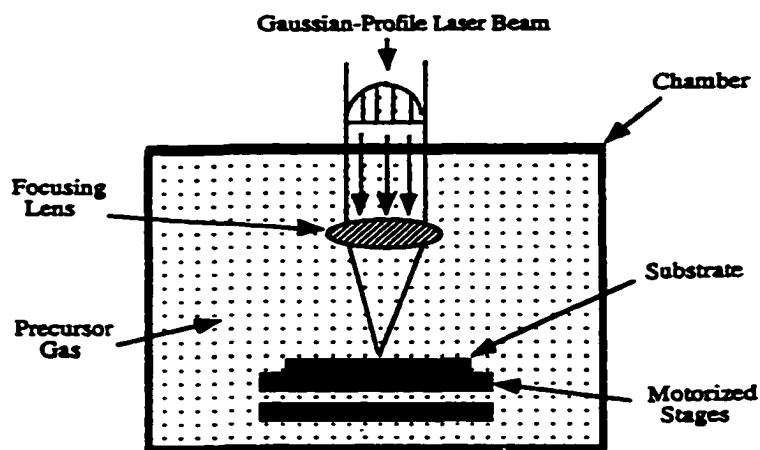 Gaussian-Profile Laser Beam
Chamber
Focusing
Lens
Substrate
Precursor
Gas
Motorized
Stages